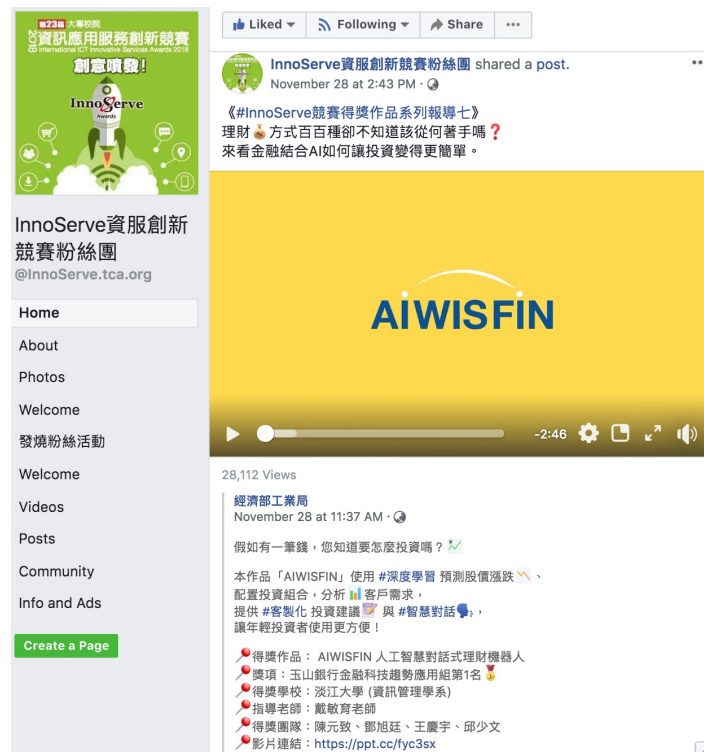 第23屆 大專校院
2018 資訊應用服務創新競賽
International ICT Innovative Services Awards 2018
創意噴發!
InnoServe
Awards
InnoServe資服創新
競賽粉絲團
@InnoServe.tca.org
Home
About
Photos
Welcome
發燒粉絲活動
Welcome
Videos
Posts
Community
Info and Ads
Create a Page
Liked
Following
Share
InnoServe資服創新競賽粉絲團 shared a post.
November 28 at 2:43 PM ·
《#InnoServe競賽得獎作品系列報導七》
理財💰方式百百種卻不知道該從何著手嗎❓
來看金融結合AI如何讓投資變得更簡單。
AIWISFIN
-2:46
28,112 Views
經濟部工業局
November 28 at 11:37 AM ·
假如有一筆錢，您知道要怎麼投資嗎？💹
本作品「AIWISFIN」使用 #深度學習 預測股價漲跌📉、
配置投資組合，分析📊客戶需求，
提供 #客製化 投資建議📝 與 #智慧對話🗣，
讓年輕投資者使用更方便！
📍得獎作品： AIWISFIN 人工智慧對話式理財機器人
📍獎項：玉山銀行金融科技趨勢應用組第1名🥇
📍得獎學校：淡江大學 (資訊管理學系)
📍指導老師：戴敏育老師
📍得獎團隊：陳元致、鄧旭廷、王慶宇、邱少文
📍影片連結：https://ppt.cc/fyc3sx